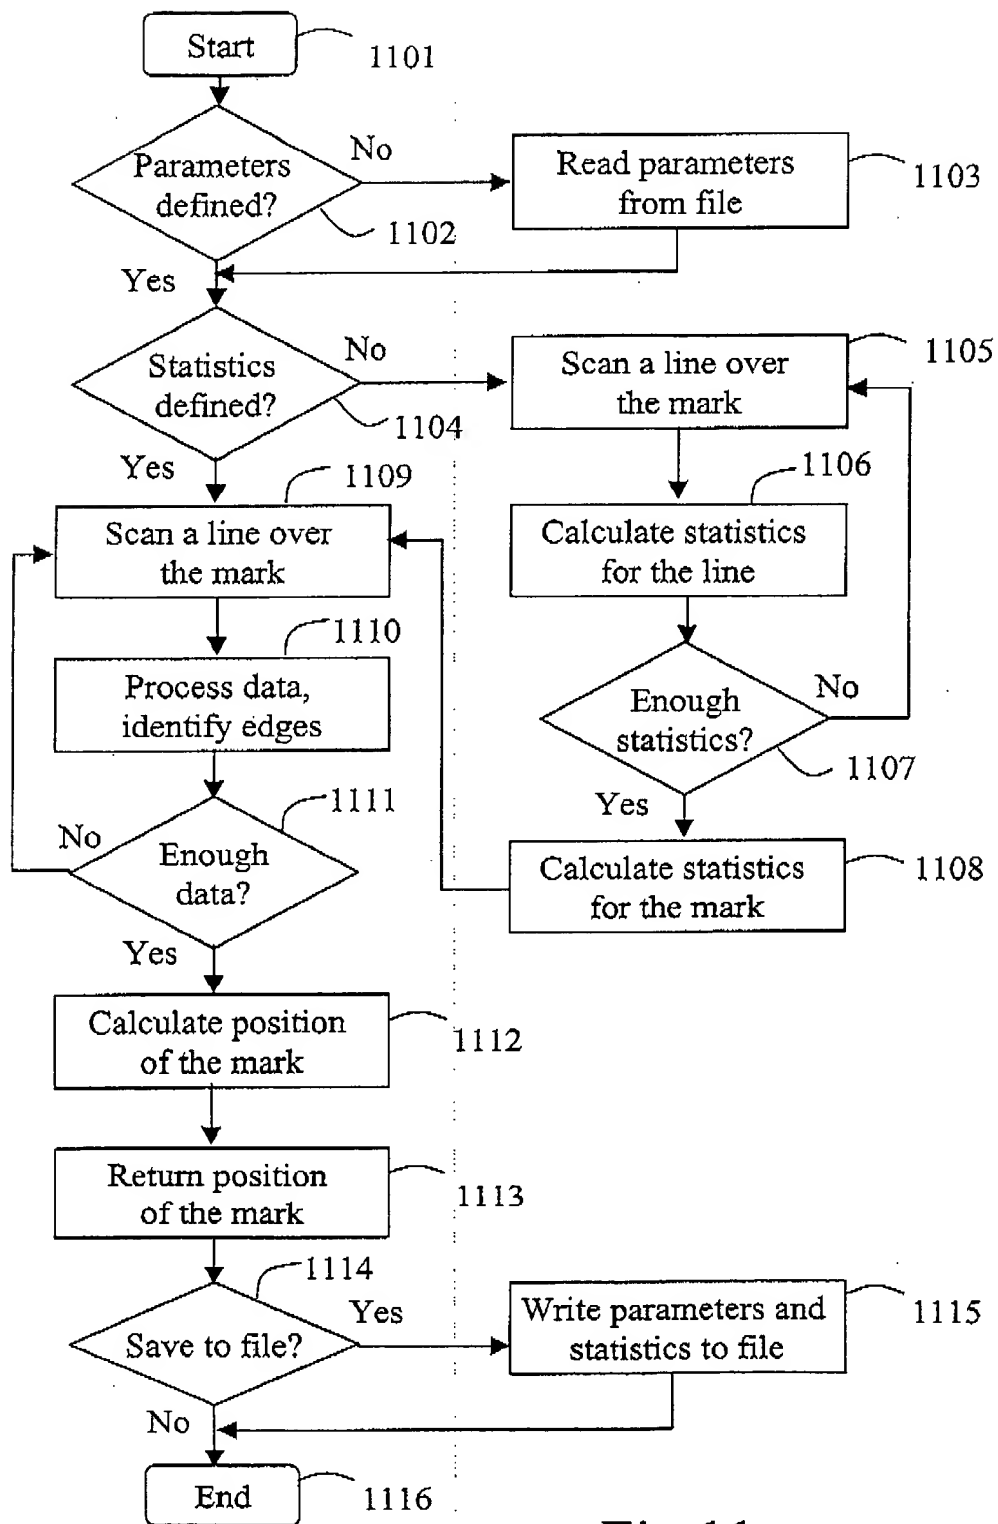 Start
1101
Parameters
defined?
No
1102
Read parameters
from file
1103
Yes
Statistics
defined?
No
1104
Scan a line over
the mark
1105
Yes
1109
Scan a line over
the mark
1106
Calculate statistics
for the line
1110
Process data,
identify edges
Enough
statistics?
No
1107
Yes
1111
No
Enough
data?
Calculate statistics
for the mark
1108
Yes
Calculate position
of the mark
1112
Return position
of the mark
1113
1114
Save to file?
Yes
Write parameters and
statistics to file
1115
No
End
1116